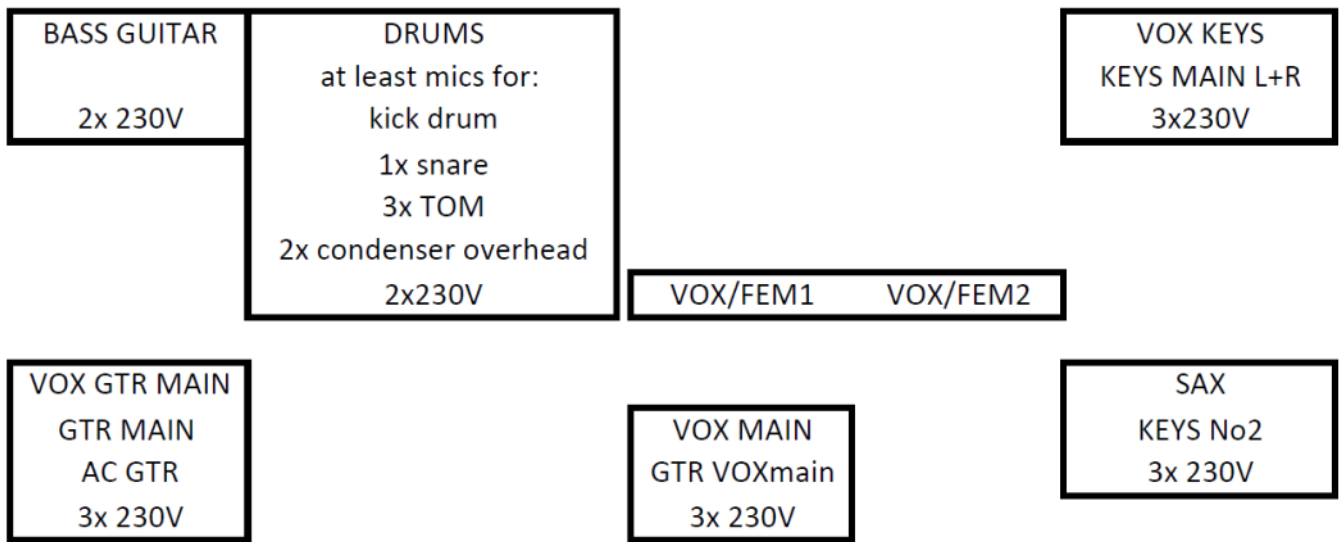 BASS GUITAR
2x 230V
DRUMS
at least mics for:
kick drum
1x snare
3x TOM
2x condenser overhead
2x230V
VOX KEYS
KEYS MAIN L+R
3x230V
VOX/FEM1 VOX/FEM2
VOX GTR MAIN
GTR MAIN
AC GTR
3x 230V
VOX MAIN
GTR VOXmain
3x 230V
SAX
KEYS No2
3x 230V